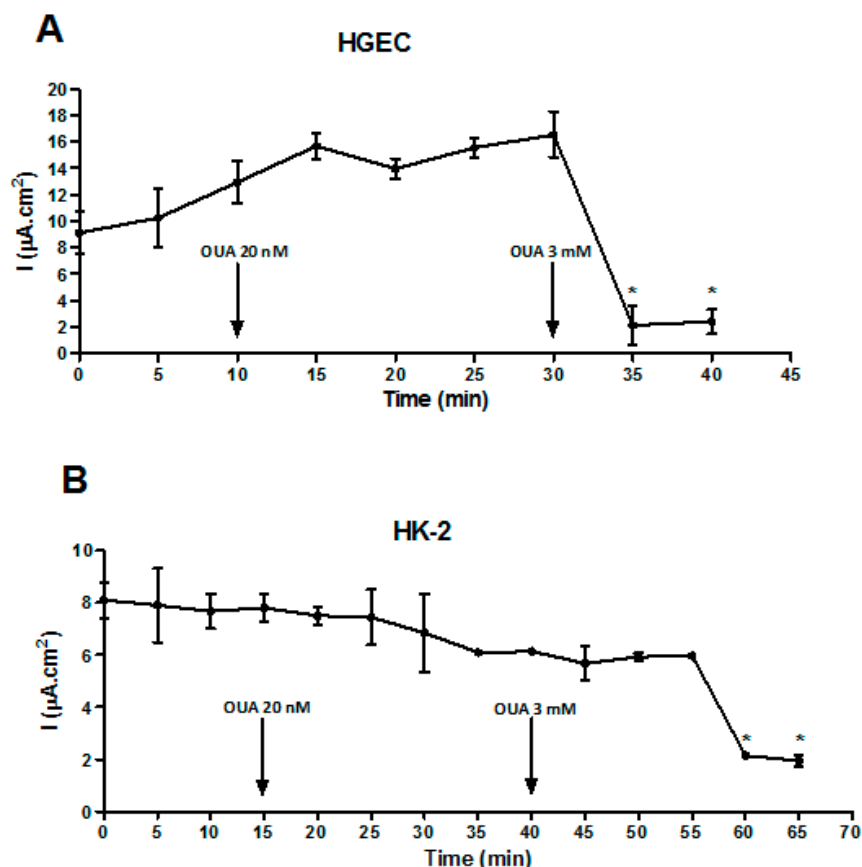 A
HGEC
20
18
16
14
12
10
8
6
4
2
0
I (µA.cm²)
OUA 20 nM
OUA 3 mM
* *
0 5 10 15 20 25 30 35 40 45
Time (min)
B
HK-2
10
8
6
4
2
0
I (µA.cm²)
OUA 20 nM
OUA 3 mM
* *
0 5 10 15 20 25 30 35 40 45 50 55 60 65 70
Time (min)